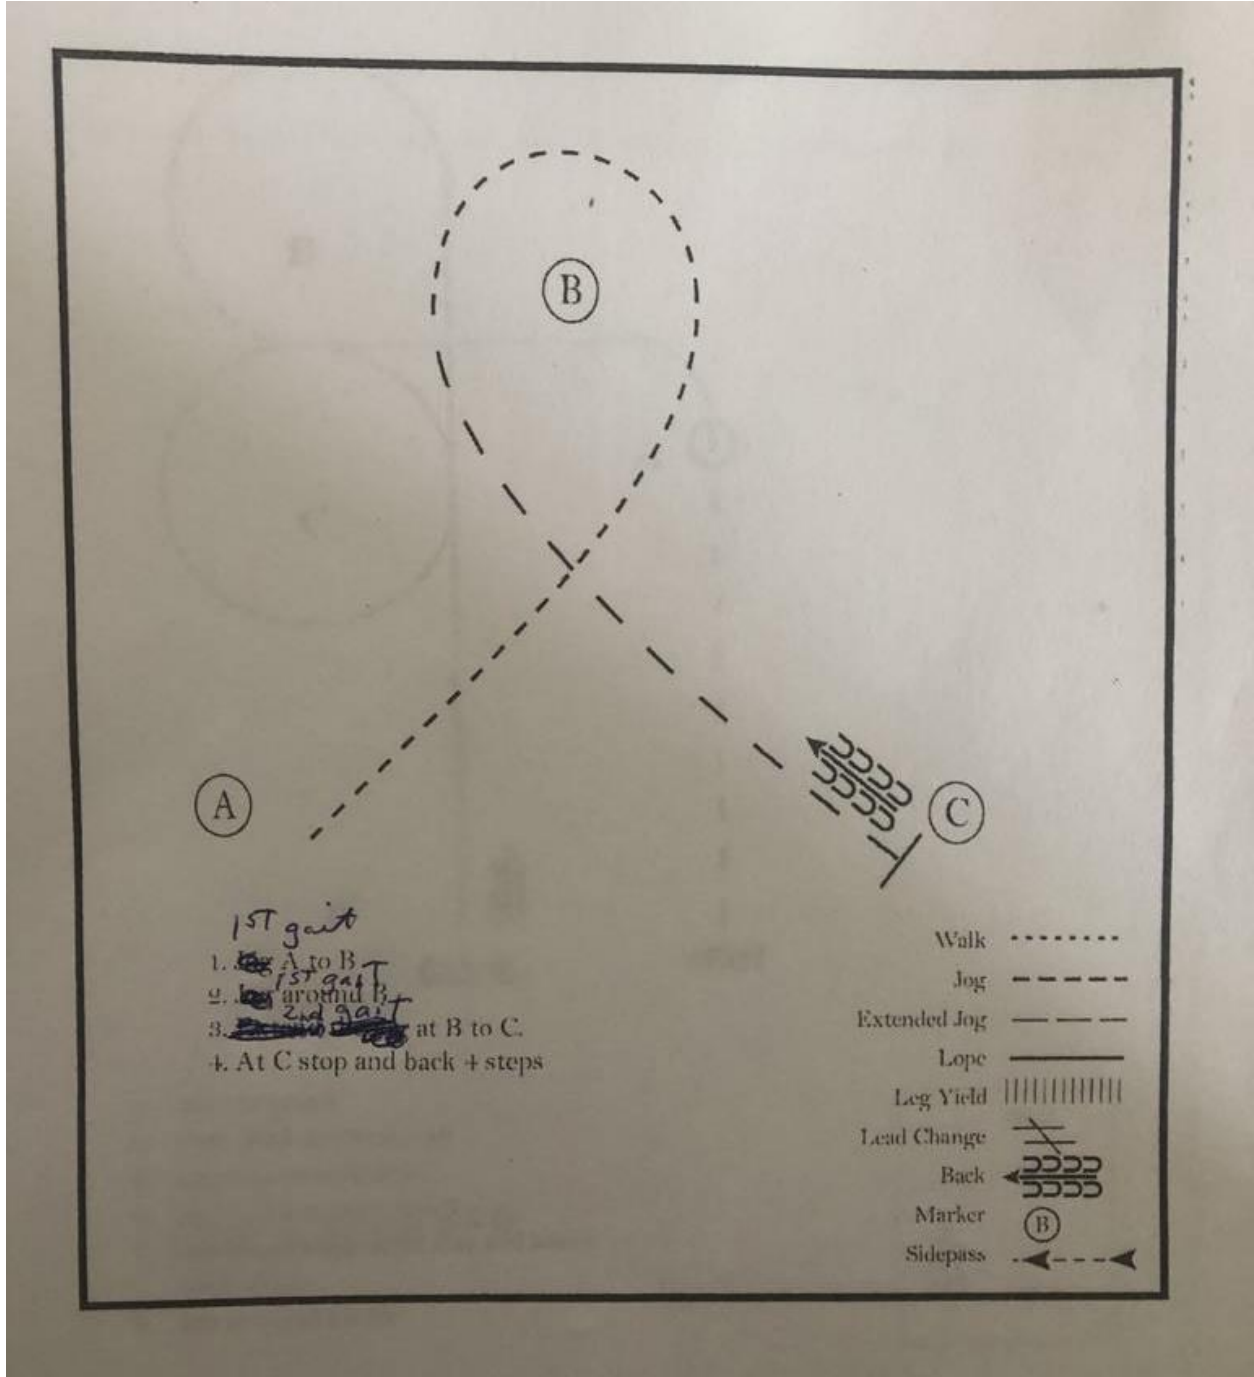 B
A
C
1ST gait
1. A to B
1ST gait
2. around B
2nd gait
3. at B to C.
4. At C stop and back 4 steps
Walk
Jog
Extended Jog
Lope
Leg Yield
Lead Change
Back
Marker B
Sidepass